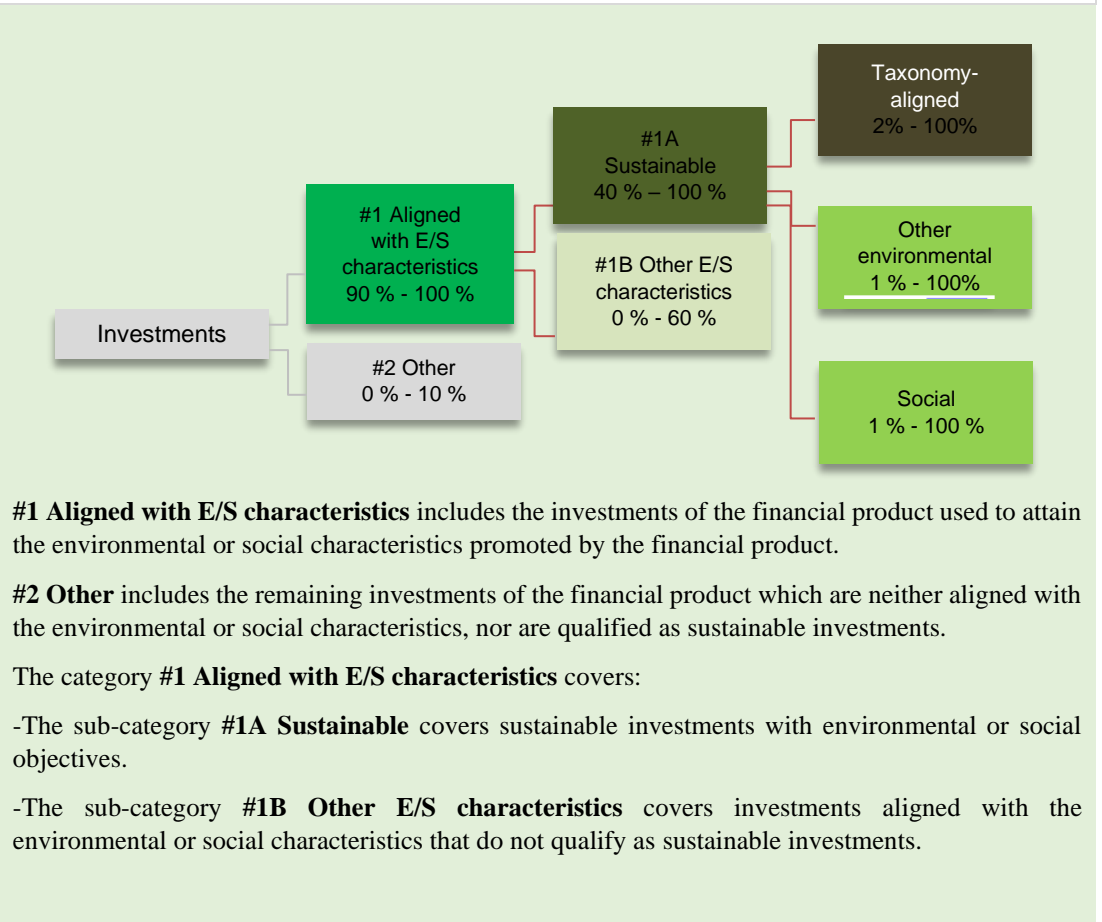 Taxonomy-
aligned
2% - 100%
#1A
Sustainable
40 % – 100 %
#1 Aligned
with E/S
characteristics
90 % - 100 %
Other
environmental
1 % - 100%
#1B Other E/S
characteristics
0 % - 60 %
Investments
#2 Other
0 % - 10 %
Social
1 % - 100 %
#1 Aligned with E/S characteristics includes the investments of the financial product used to attain
the environmental or social characteristics promoted by the financial product.
#2 Other includes the remaining investments of the financial product which are neither aligned with
the environmental or social characteristics, nor are qualified as sustainable investments.
The category #1 Aligned with E/S characteristics covers:
-The sub-category #1A Sustainable covers sustainable investments with environmental or social
objectives.
-The sub-category #1B Other E/S characteristics covers investments aligned with the
environmental or social characteristics that do not qualify as sustainable investments.